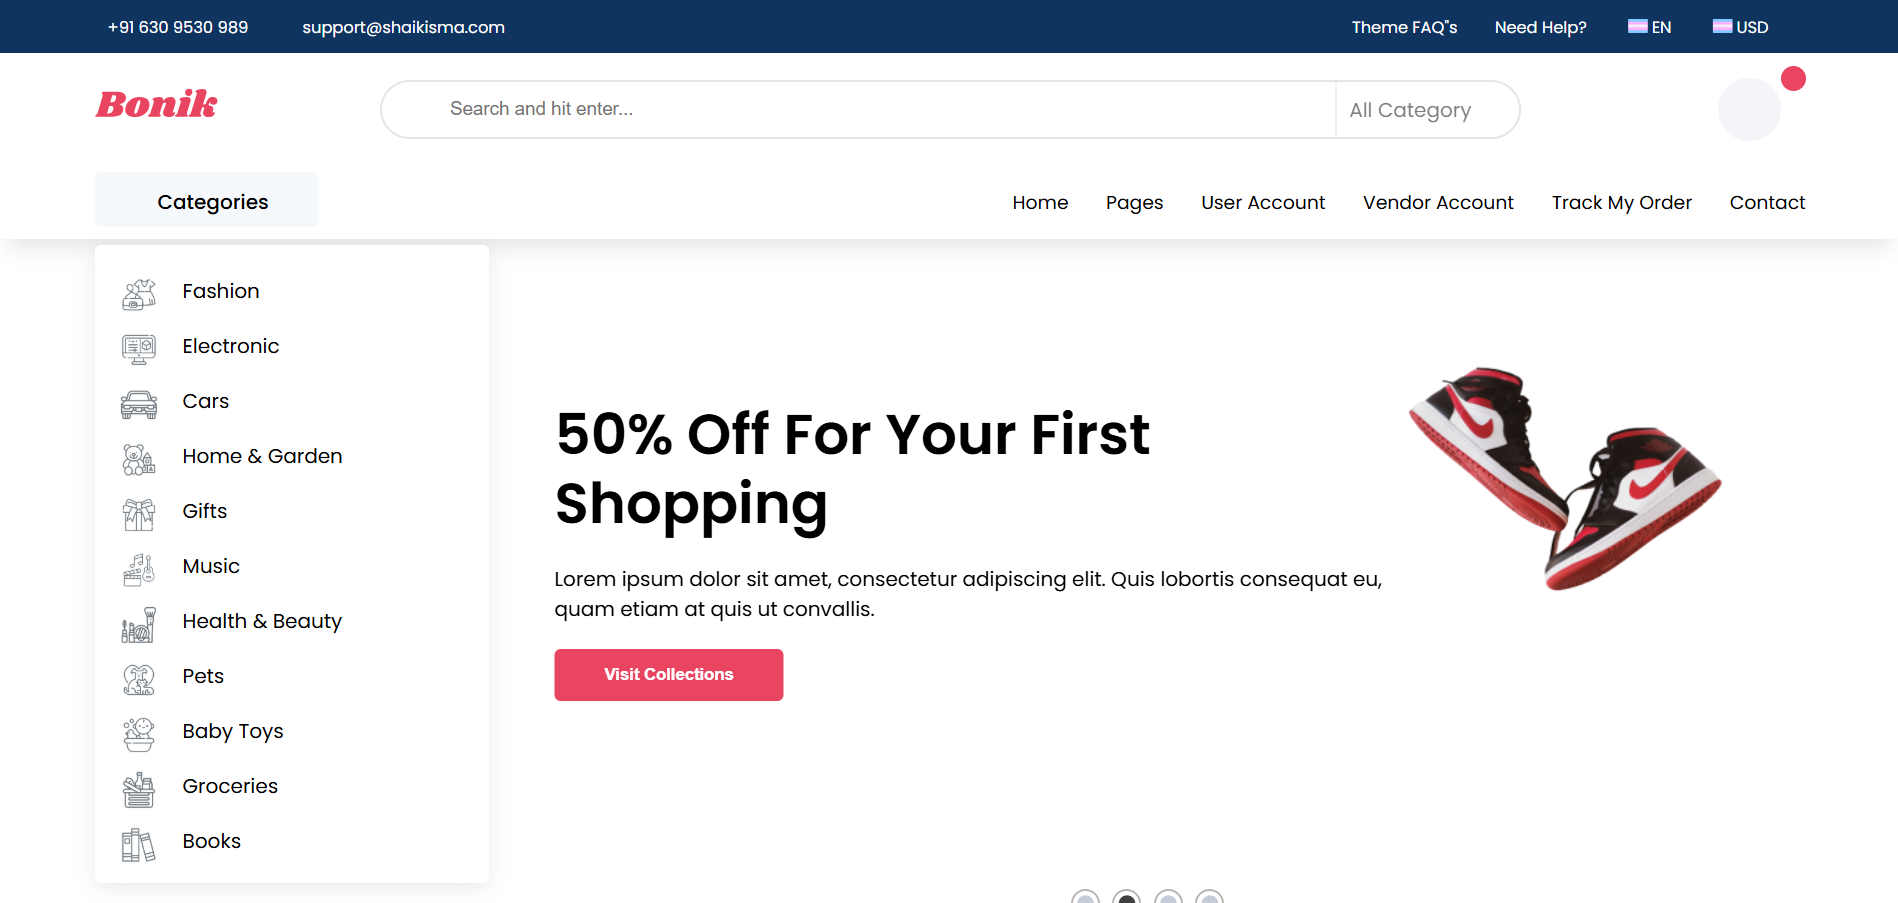 +91 630 9530 989
support@shaikisma.com
Theme FAQ"s
Need Help?
EN
USD
Bonik
Search and hit enter...
All Category
Categories
Home
Pages
User Account
Vendor Account
Track My Order
Contact
Fashion
Electronic
Cars
Home & Garden
Gifts
Music
Health & Beauty
Pets
Baby Toys
Groceries
Books
50% Off For Your First
Shopping
Lorem ipsum dolor sit amet, consectetur adipiscing elit. Quis lobortis consequat eu,
quam etiam at quis ut convallis.
Visit Collections